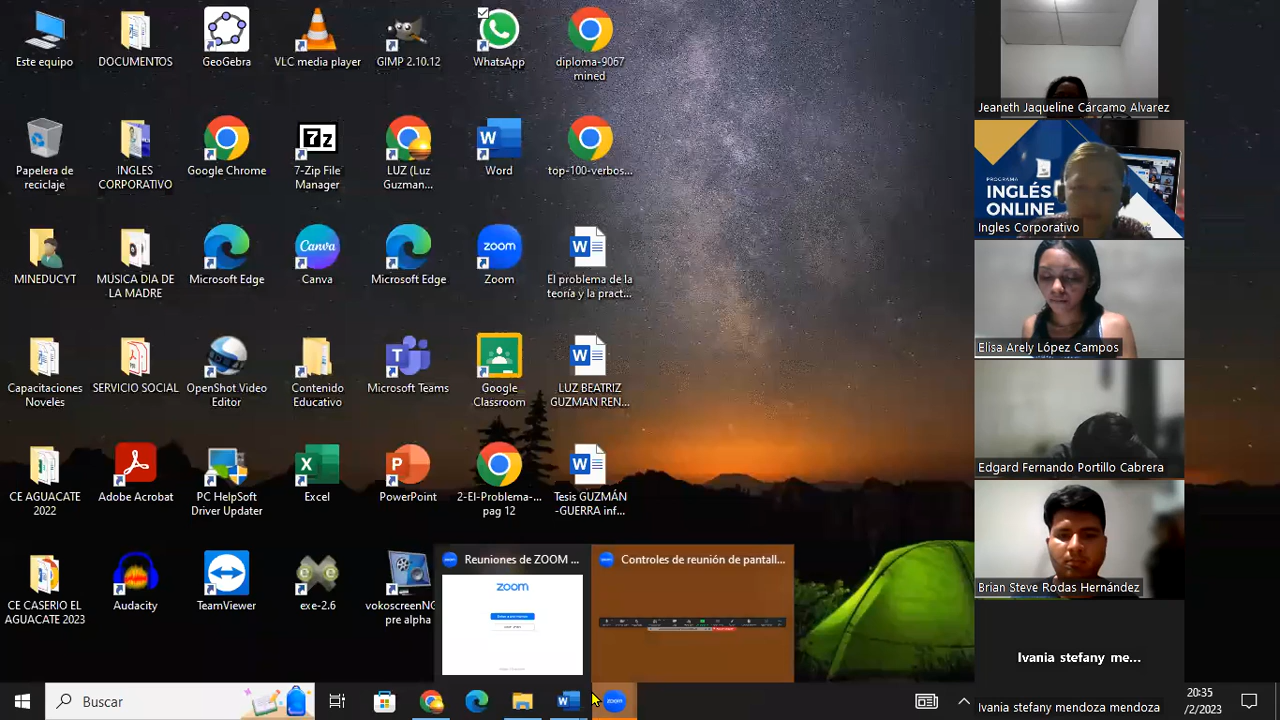 Este equipo
DOCUMENTOS
GeoGebra
VLC media player
GIMP 2.10.12
WhatsApp
diploma-9067
mined
Papelera de
reciclaje
INGLES
CORPORATIVO
Google Chrome
7z
7-Zip File
Manager
LUZ (Luz
Guzman...
Word
top-100-verbos...
MINEDUCYT
MÚSICA DIA DE
LA MADRE
Microsoft Edge
Canva
Canva
Microsoft Edge
zoom
Zoom
El problema de la
teoría y la pract...
Capacitaciones
Noveles
SERVICIO SOCIAL
OpenShot Video
Editor
Contenido
Educativo
Microsoft Teams
Google
Classroom
LUZ BEATRIZ
GUZMAN REN...
CE AGUACATE
2022
Adobe Acrobat
PC HelpSoft
Driver Updater
Excel
PowerPoint
2-El-Problema-...
pag 12
Tesis GUZMÁN
-GUERRA inf...
CE CASERIO EL
AGUACATE...
Audacity
TeamViewer
exe-2.6
vokoscreenNG
pre alpha
Reuniones de ZOOM ...
zoom
Controles de reunión de pantall...
Jeaneth Jaqueline Cárcamo Alvarez
PROGRAMA
INGLÉS
ONLINE
Ingles Corporativo
Elisa Arely López Campos
Edgard Fernando Portillo Cabrera
Brian Steve Rodas Hernández
Ivania stefany me...
Ivania stefany mendoza mendoza
Buscar
zoom
20:35
/2/2023